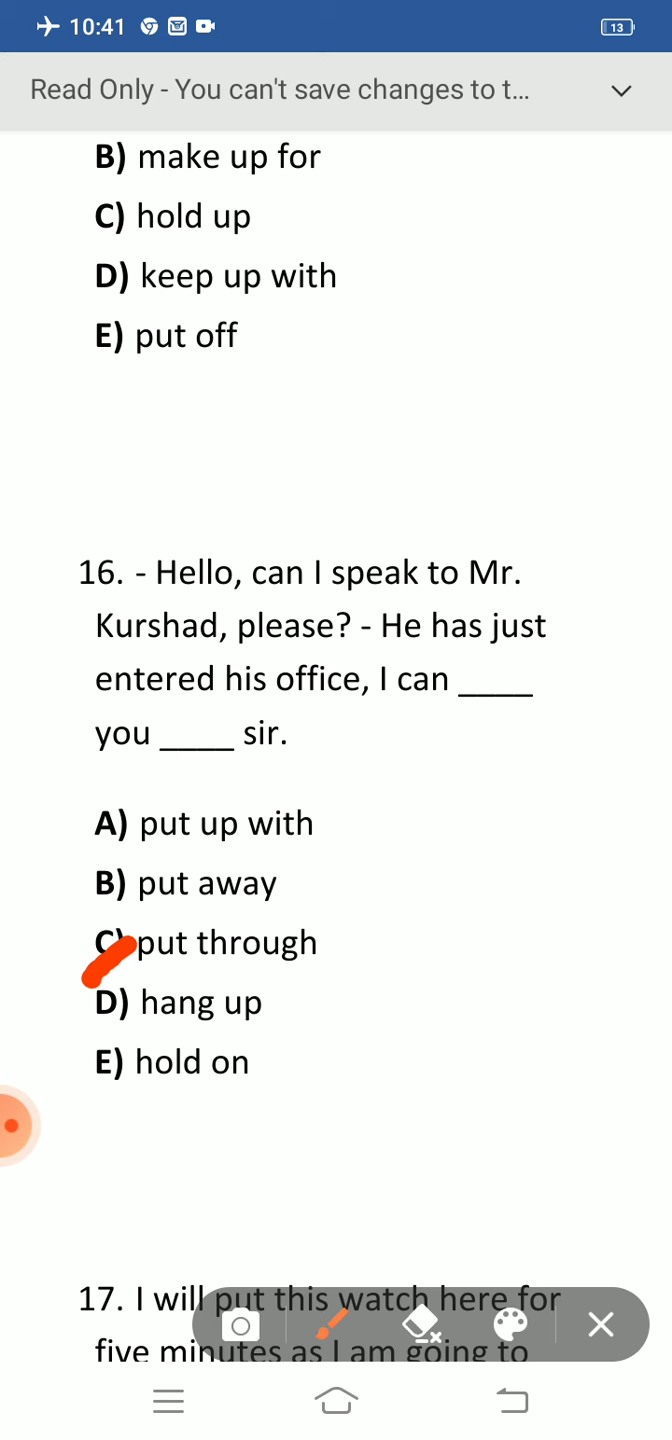 10:41
13
Read Only - You can't save changes to t...
B) make up for
C) hold up
D) keep up with
E) put off
16. - Hello, can I speak to Mr.
Kurshad, please? - He has just
entered his office, I can ____
you ____ sir.
A) put up with
B) put away
C) put through
D) hang up
E) hold on
17. I will put this watch here for
five minutes as I am going to